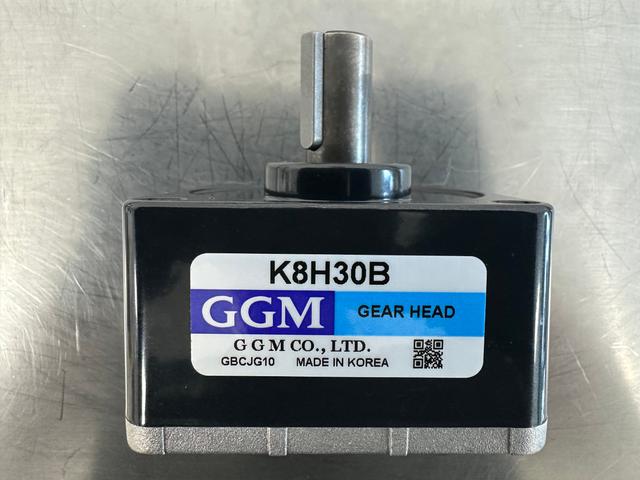 K8H30B
GGM GEAR HEAD
G G M CO., LTD.
GBCJG10 MADE IN KOREA